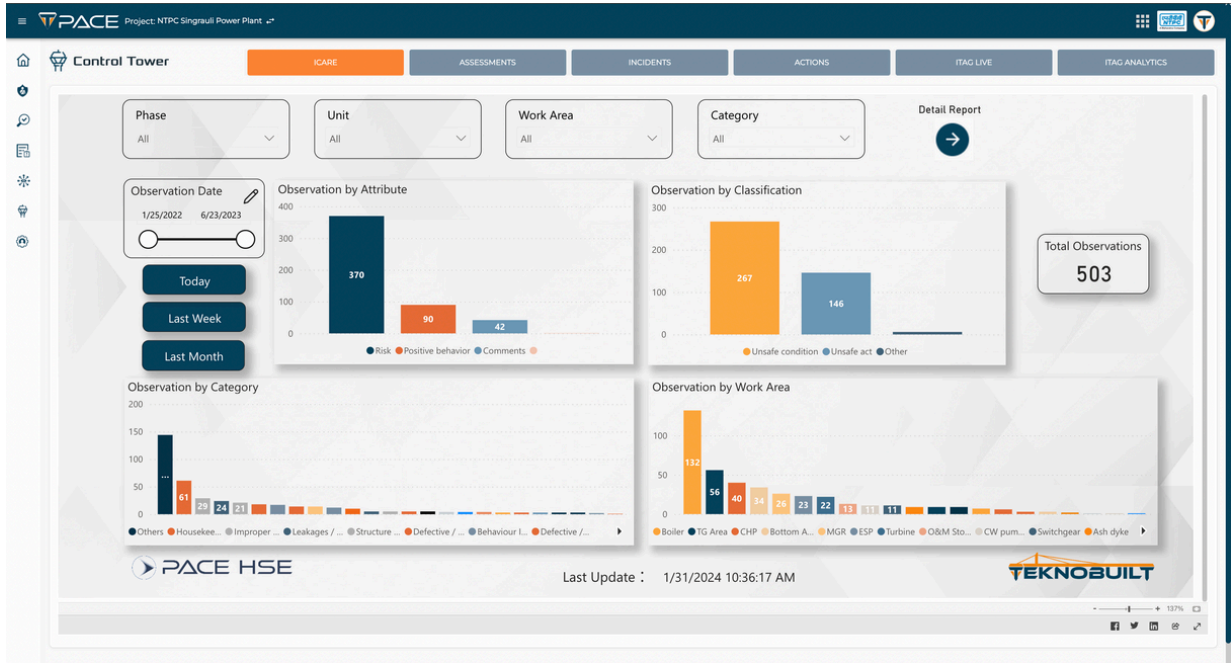 PACE Project: NTPC Singrauli Power Plant
NTPC
Control Tower
ICARE
ASSESSMENTS
INCIDENTS
ACTIONS
ITAG LIVE
ITAG ANALYTICS
Phase
All
Unit
All
Work Area
All
Category
All
Detail Report
Observation Date
1/25/2022 6/23/2023
Today
Last Week
Last Month
Observation by Attribute
400
300
200
100
0
370
90
42
Risk Positive behavior Comments
Observation by Classification
300
200
100
0
267
146
Unsafe condition Unsafe act Other
Total Observations
503
Observation by Category
200
150
100
50
0
...
61
29
24
21
Others Housekee... Improper ... Leakages / ... Structure ... Defective / ... Behaviour I... Defective /...
Observation by Work Area
100
50
0
132
56
40
34
26
23
22
13
11
11
Boiler TG Area CHP Bottom A... MGR ESP Turbine O&M Sto... CW pum... Switchgear Ash dyke
PACE HSE
Last Update : 1/31/2024 10:36:17 AM
TEKNOBUILT
- + 137%